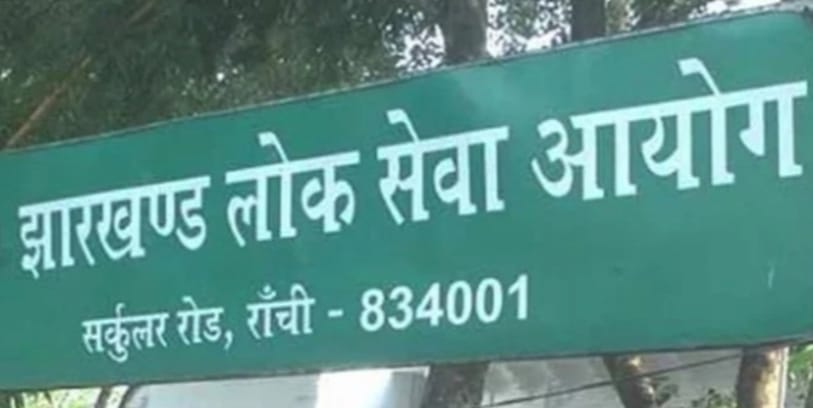 झारखण्ड लोक सेवा आयोग
सर्कुलर रोड, राँची - 834001